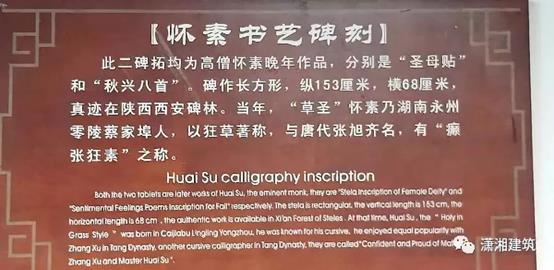 【怀素书艺碑刻】
此二碑拓均为高僧怀素晚年作品，分别是“圣母贴”
和“秋兴八首”。碑作长方形，纵153厘米，横68厘米，
真迹在陕西西安碑林。当年，“草圣”怀素乃湖南永州
零陵蔡家埠人，以狂草著称，与唐代张旭齐名，有“癫
张狂素”之称。
Huai Su calligraphy inscription
Both the two tablets are later works of Huai Su, the eminent monk, they are "Stela Inscription of Female Deity" and
"Sentimental Feelings Poems Inscription for Fall" respectively. The stela is rectangular, the vertical length is 153 cm, the
horizontal length is 68 cm , the authentic work is available in Xi'an Forest of Steles . At that time, Huai Su , the " Holy in
Grass Style " was born in Caijiabu Lingling Yongzhou, he was known for his cursive, he enjoyed equal popularity with
Zhang Xu in Tang Dynasty, another cursive calligrapher in Tang Dynasty, they are called"Confident and Proud of
Zhang Xu and Master Huai Su".
潇湘建筑